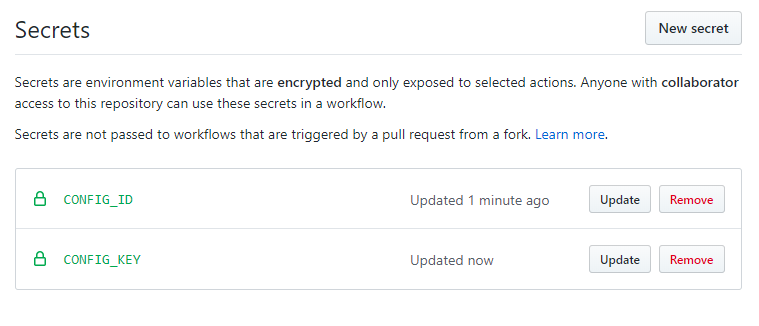 Secrets
New secret
Secrets are environment variables that are encrypted and only exposed to selected actions. Anyone with collaborator
access to this repository can use these secrets in a workflow.
Secrets are not passed to workflows that are triggered by a pull request from a fork. Learn more.
CONFIG_ID Updated 1 minute ago Update Remove
CONFIG_KEY Updated now Update Remove